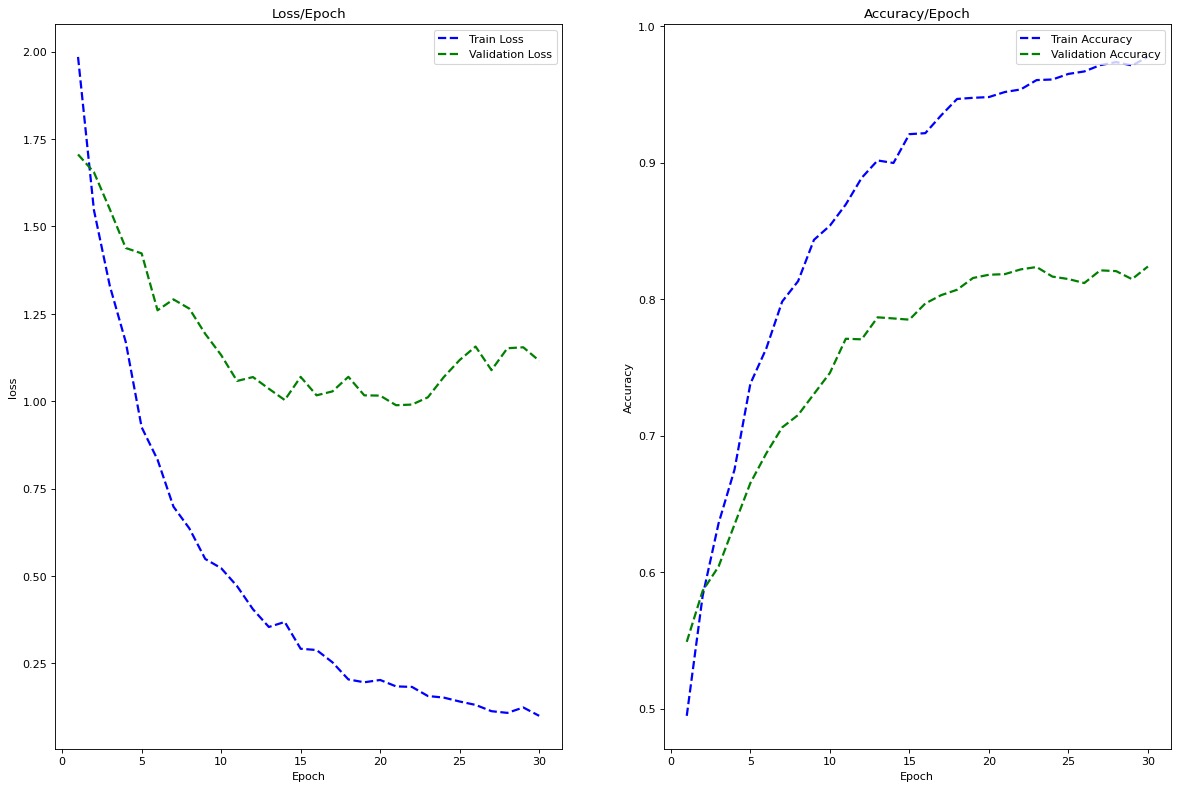 Loss/Epoch
Train Loss
Validation Loss
2.00
1.75
1.50
1.25
1.00
0.75
0.50
0.25
loss
0 5 10 15 20 25 30
Epoch
Accuracy/Epoch
Train Accuracy
Validation Accuracy
1.0
0.9
0.8
0.7
0.6
0.5
Accuracy
0 5 10 15 20 25 30
Epoch